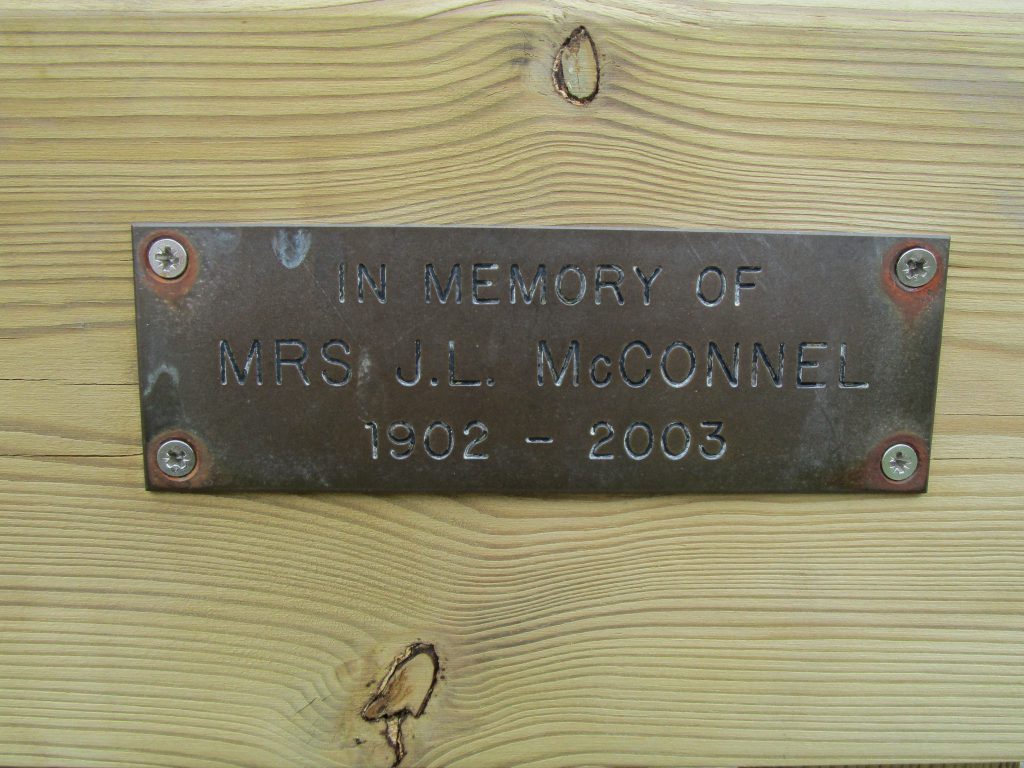 IN MEMORY OF
MRS J.L. McCONNEL
1902 - 2003